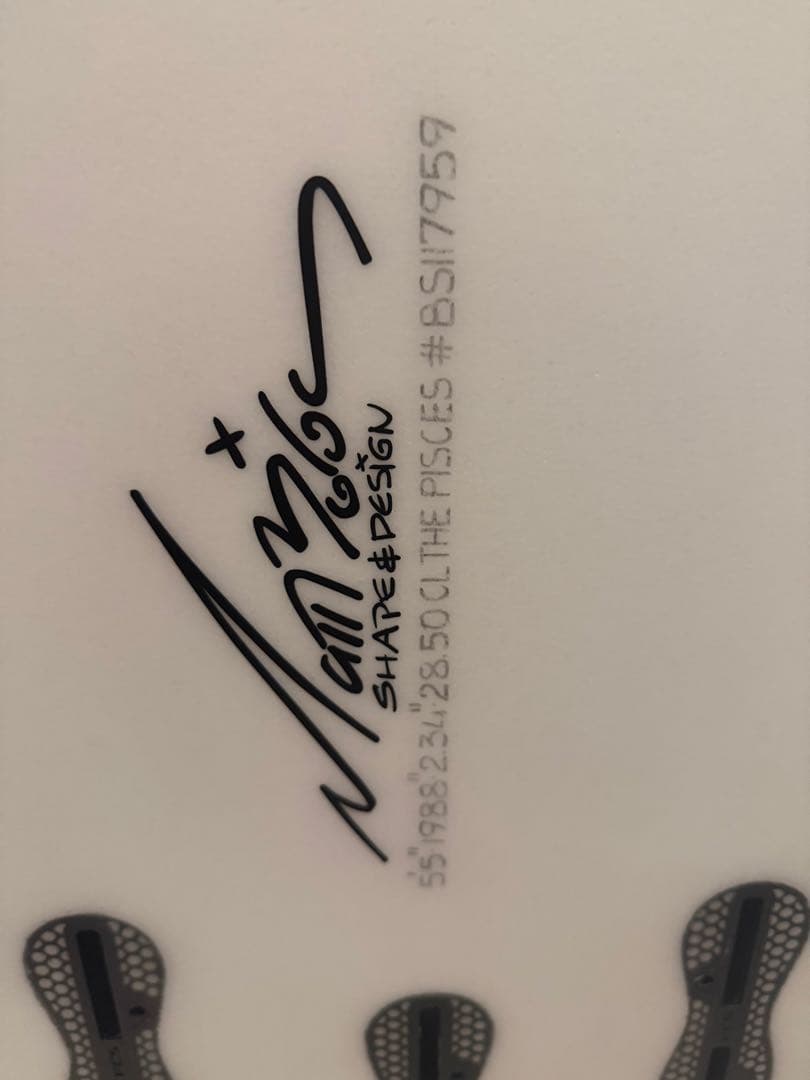 SHAPE & DESIGN
5'5" 19.88" 2.34" 28.50 CL THE PISCES #BS117959